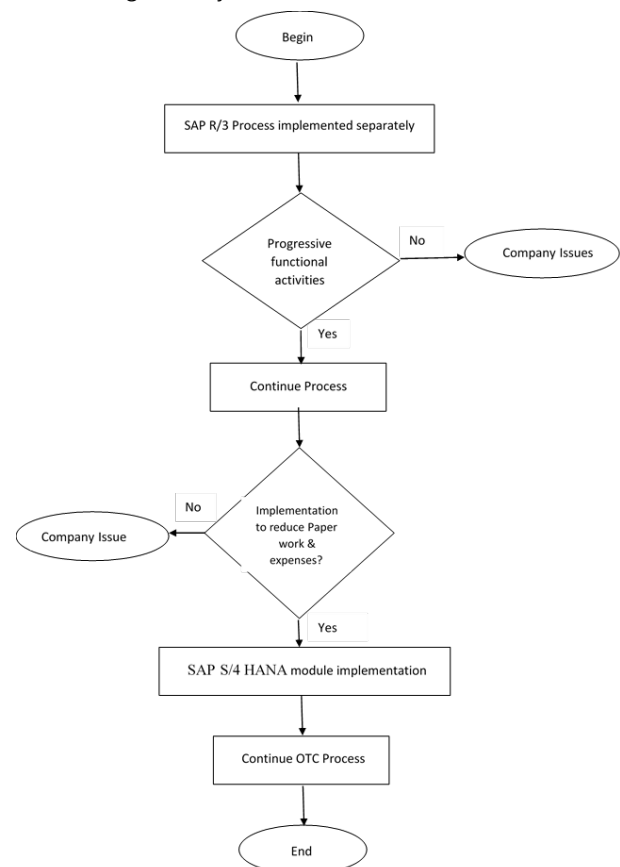 Begin
SAP R/3 Process implemented separately
Progressive
functional
activities
No
Company Issues
Yes
Continue Process
Implementation
to reduce Paper
work &
expenses?
No
Company Issue
Yes
SAP S/4 HANA module implementation
Continue OTC Process
End